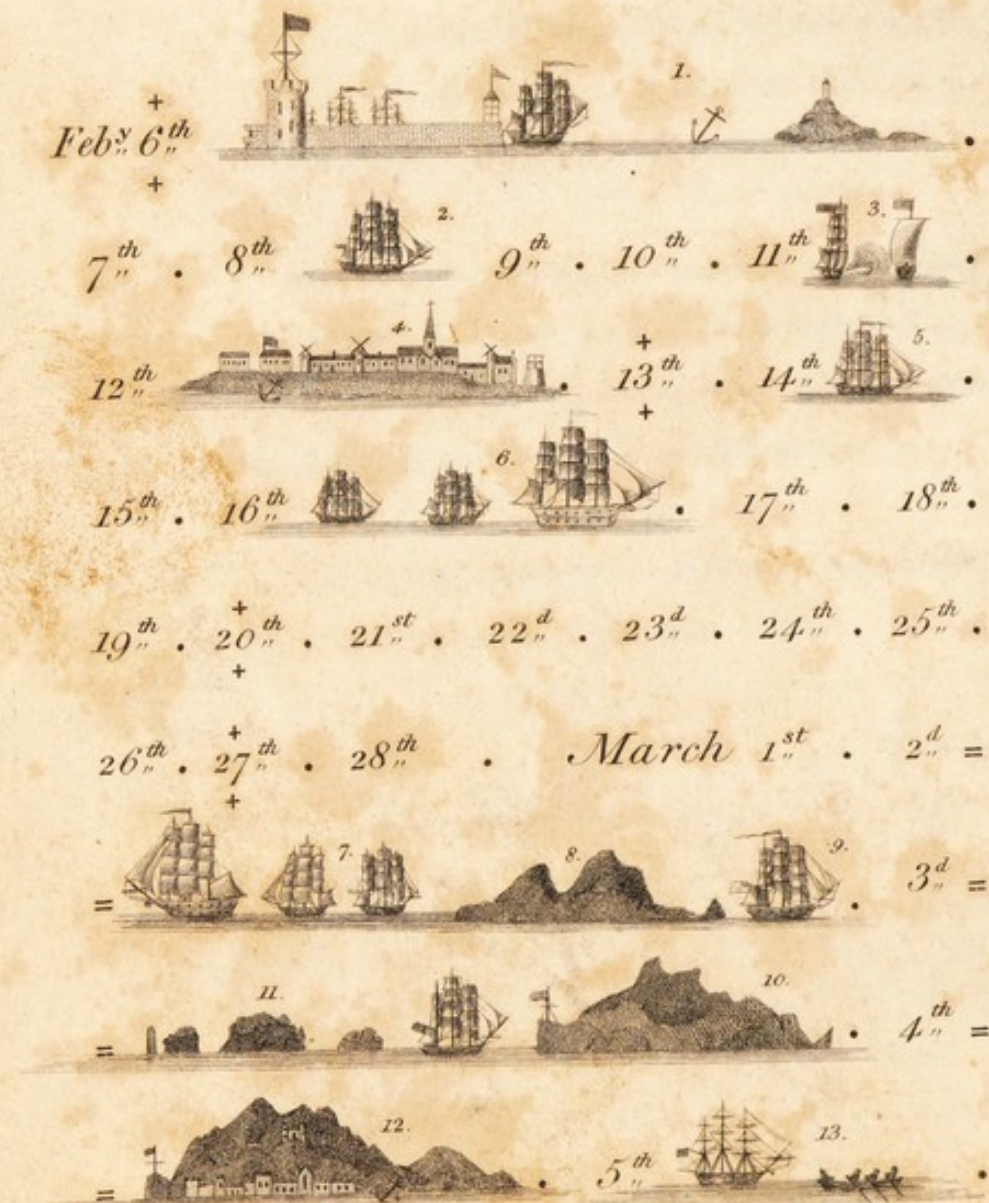 1.
+
Feby 6th .
+
7th . 8th 2. 9th . 10th . 11th 3. .
12th 4. . + 13th + . 14th 5. .
15th . 16th 6. . 17th . 18th .
19th . + 20th + . 21st . 22d . 23d . 24th . 25th .
26th . + 27th + . 28th . . March 1st . 2d =
= 7. 8. 9. . 3d =
= 11. 10. . 4th =
= 12. . 5th 13. .